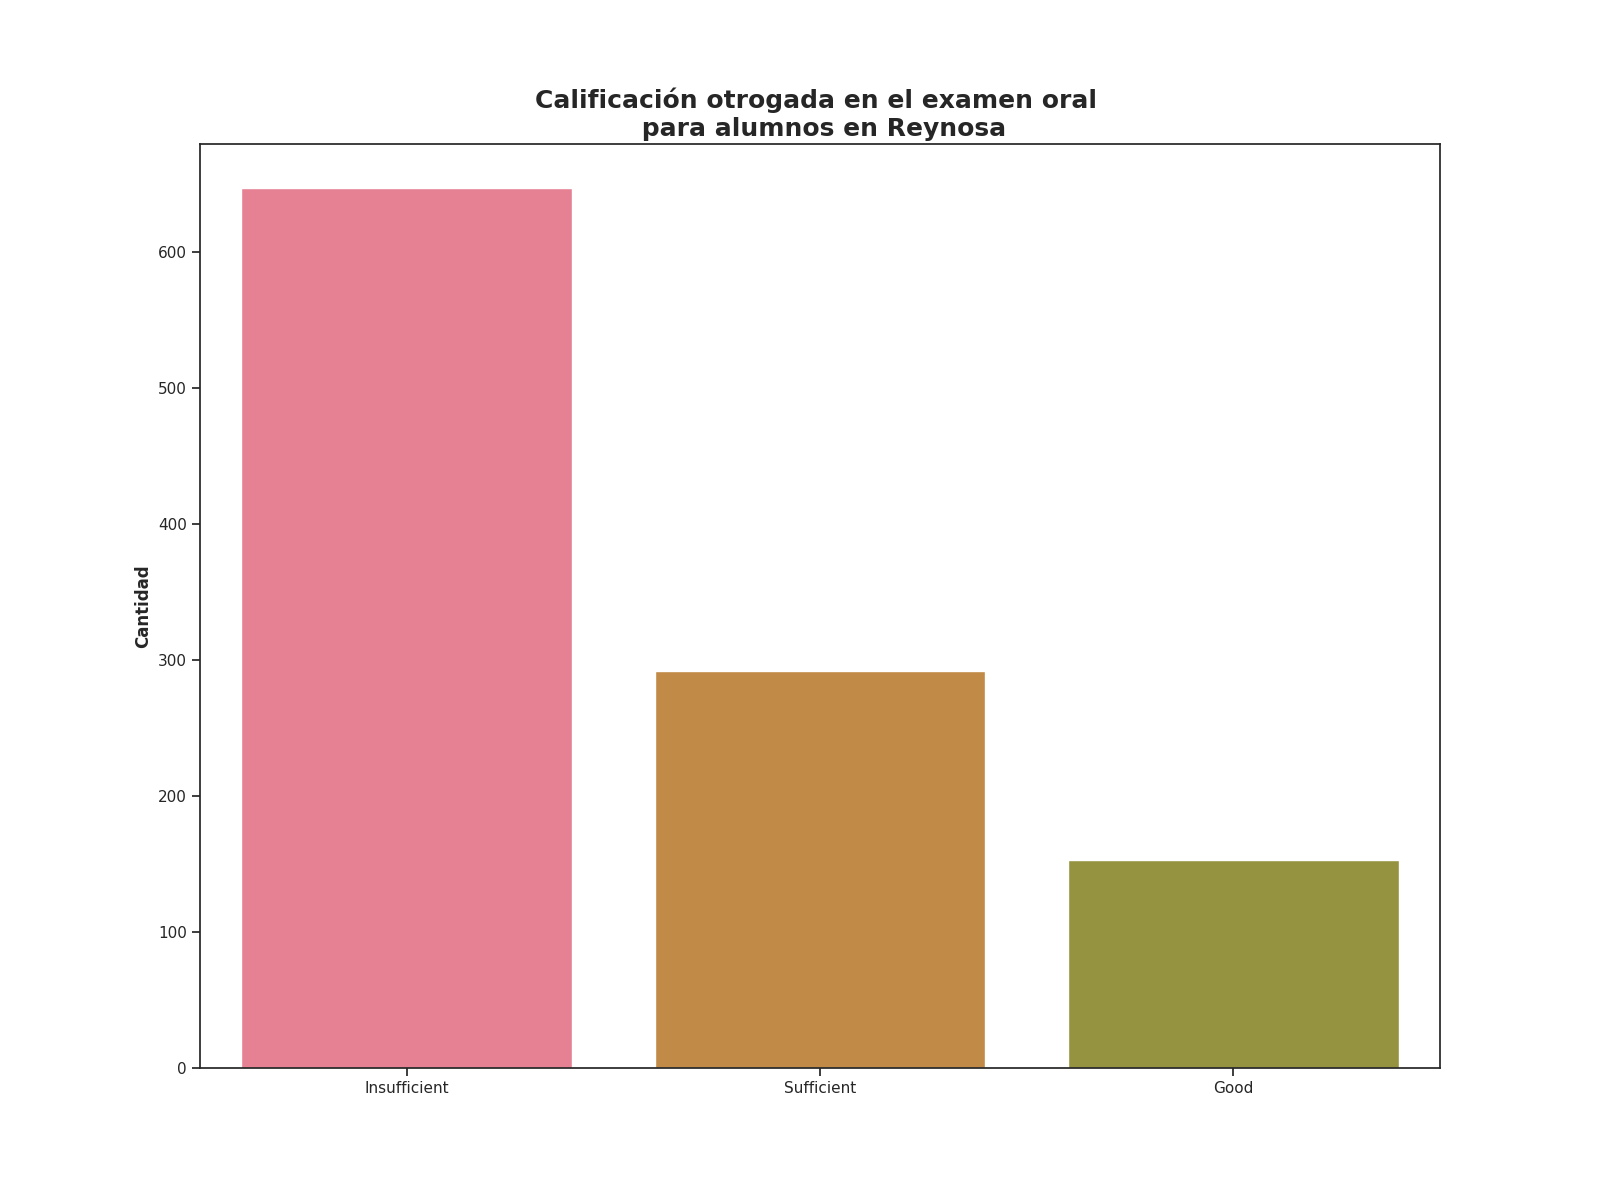 Calificación otrogada en el examen oral
para alumnos en Reynosa
Cantidad
600
500
400
300
200
100
0
Insufficient
Sufficient
Good